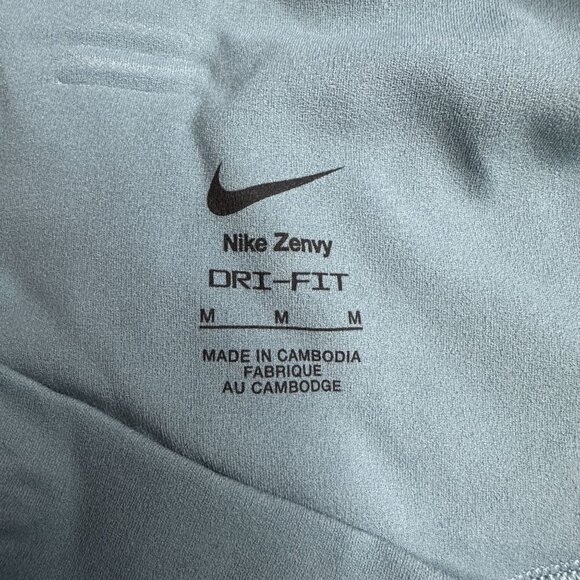 Nike Zenvy
DRI-FIT
M M M
MADE IN CAMBODIA
FABRIQUE
AU CAMBODGE